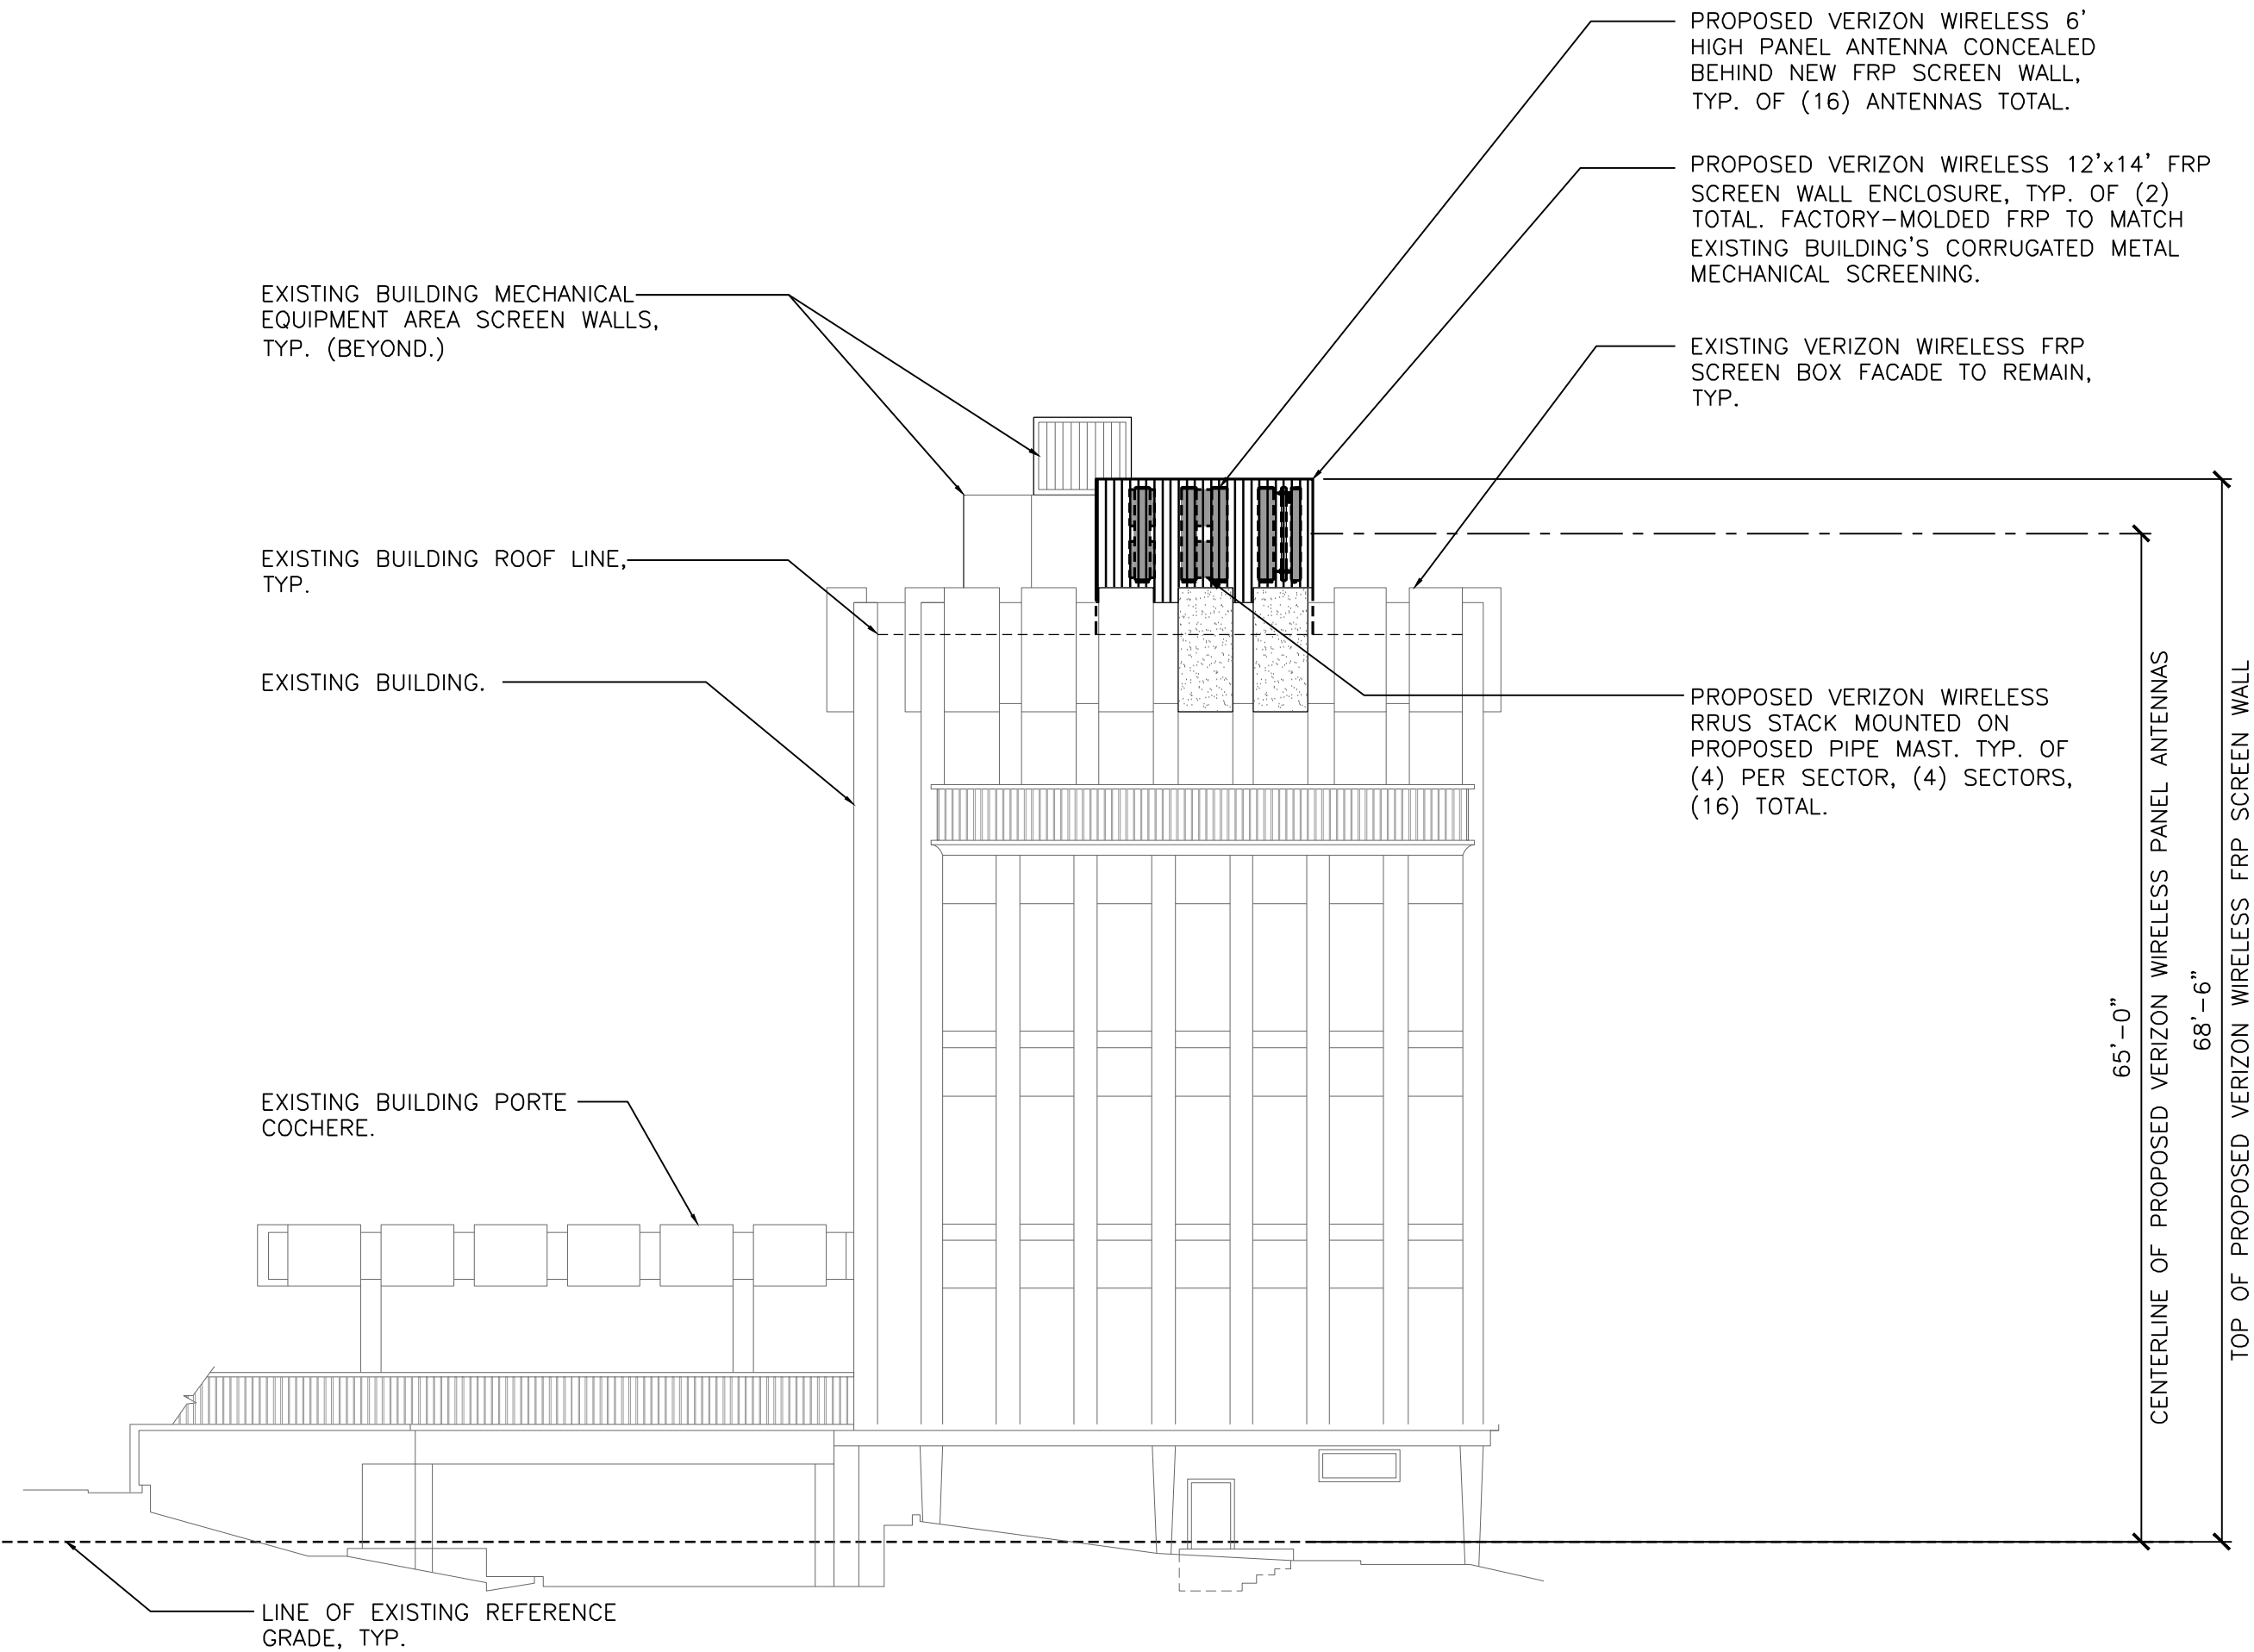 PROPOSED VERIZON WIRELESS 6'
HIGH PANEL ANTENNA CONCEALED
BEHIND NEW FRP SCREEN WALL,
TYP. OF (16) ANTENNAS TOTAL.
PROPOSED VERIZON WIRELESS 12'x14' FRP
SCREEN WALL ENCLOSURE, TYP. OF (2)
TOTAL. FACTORY-MOLDED FRP TO MATCH
EXISTING BUILDING'S CORRUGATED METAL
MECHANICAL SCREENING.
EXISTING BUILDING MECHANICAL
EQUIPMENT AREA SCREEN WALLS,
TYP. (BEYOND.)
EXISTING VERIZON WIRELESS FRP
SCREEN BOX FACADE TO REMAIN,
TYP.
EXISTING BUILDING ROOF LINE,
TYP.
EXISTING BUILDING.
PROPOSED VERIZON WIRELESS
RRUS STACK MOUNTED ON
PROPOSED PIPE MAST. TYP. OF
(4) PER SECTOR, (4) SECTORS,
(16) TOTAL.
EXISTING BUILDING PORTE
COCHERE.
65'-0"
CENTERLINE OF PROPOSED VERIZON WIRELESS PANEL ANTENNAS
68'-6"
TOP OF PROPOSED VERIZON WIRELESS FRP SCREEN WALL
LINE OF EXISTING REFERENCE
GRADE, TYP.